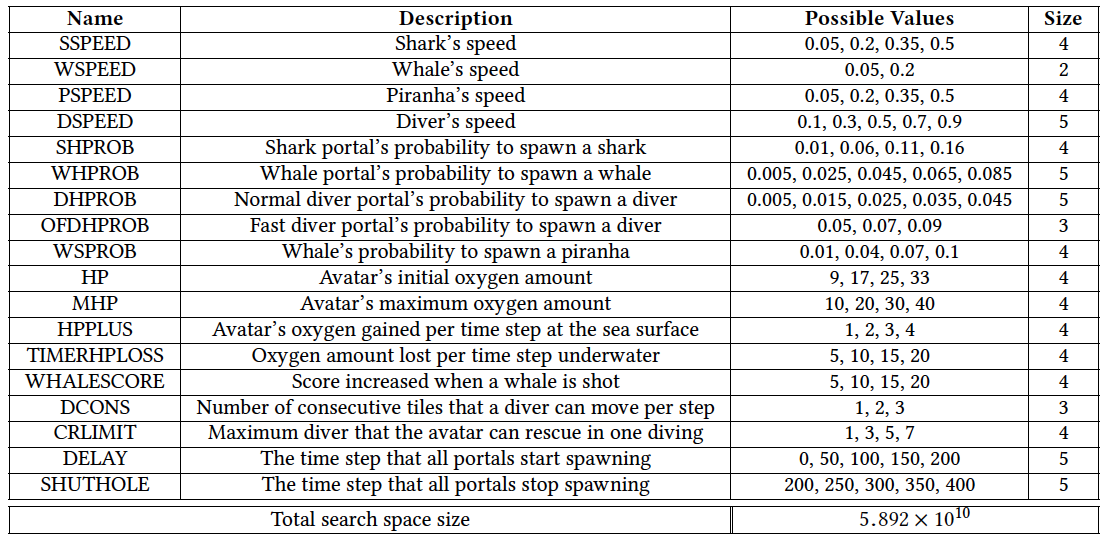 Name Description Possible Values Size
SSPEED Shark's speed 0.05, 0.2, 0.35, 0.5 4
WSPEED Whale's speed 0.05, 0.2 2
PSPEED Piranha's speed 0.05, 0.2, 0.35, 0.5 4
DSPEED Diver's speed 0.1, 0.3, 0.5, 0.7, 0.9 5
SHPROB Shark portal's probability to spawn a shark 0.01, 0.06, 0.11, 0.16 4
WHPROB Whale portal's probability to spawn a whale 0.005, 0.025, 0.045, 0.065, 0.085 5
DHPROB Normal diver portal's probability to spawn a diver 0.005, 0.015, 0.025, 0.035, 0.045 5
OFDHPROB Fast diver portal's probability to spawn a diver 0.05, 0.07, 0.09 3
WSPROB Whale's probability to spawn a piranha 0.01, 0.04, 0.07, 0.1 4
HP Avatar's initial oxygen amount 9, 17, 25, 33 4
MHP Avatar's maximum oxygen amount 10, 20, 30, 40 4
HPPLUS Avatar's oxygen gained per time step at the sea surface 1, 2, 3, 4 4
TIMERHPLOSS Oxygen amount lost per time step underwater 5, 10, 15, 20 4
WHALESCORE Score increased when a whale is shot 5, 10, 15, 20 4
DCONS Number of consecutive tiles that a diver can move per step 1, 2, 3 3
CRLIMIT Maximum diver that the avatar can rescue in one diving 1, 3, 5, 7 4
DELAY The time step that all portals start spawning 0, 50, 100, 150, 200 5
SHUTHOLE The time step that all portals stop spawning 200, 250, 300, 350, 400 5
Total search space size 5.892 × 10¹⁰